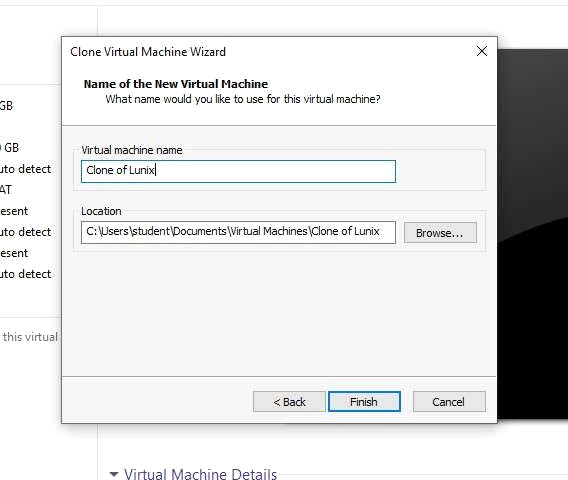 Clone Virtual Machine Wizard
Name of the New Virtual Machine
What name would you like to use for this virtual machine?
GB
Virtual machine name
GB
uto detect
Clone of Lunix
AT
esent
Location
uto detect
C:\Users\student\Documents\Virtual Machines\Clone of Lunix
Browse...
esent
uto detect
this virtual
< Back
Finish
Cancel
Virtual Machine Details